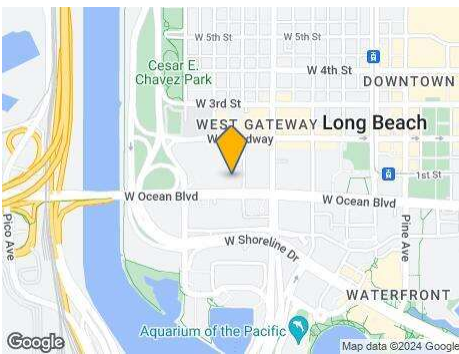 W 5th St
W 5th St
Cesar E.
Chavez Park
W 4th St
DOWNTOWN
W 3rd St
WEST GATEWAY
Long Beach
1st St
W Ocean Blvd
W Ocean Blvd
Pico Ave
Pine Ave
W Shoreline Dr
WATERFRONT
Aquarium of the Pacific
Google
Map data ©2024 Google